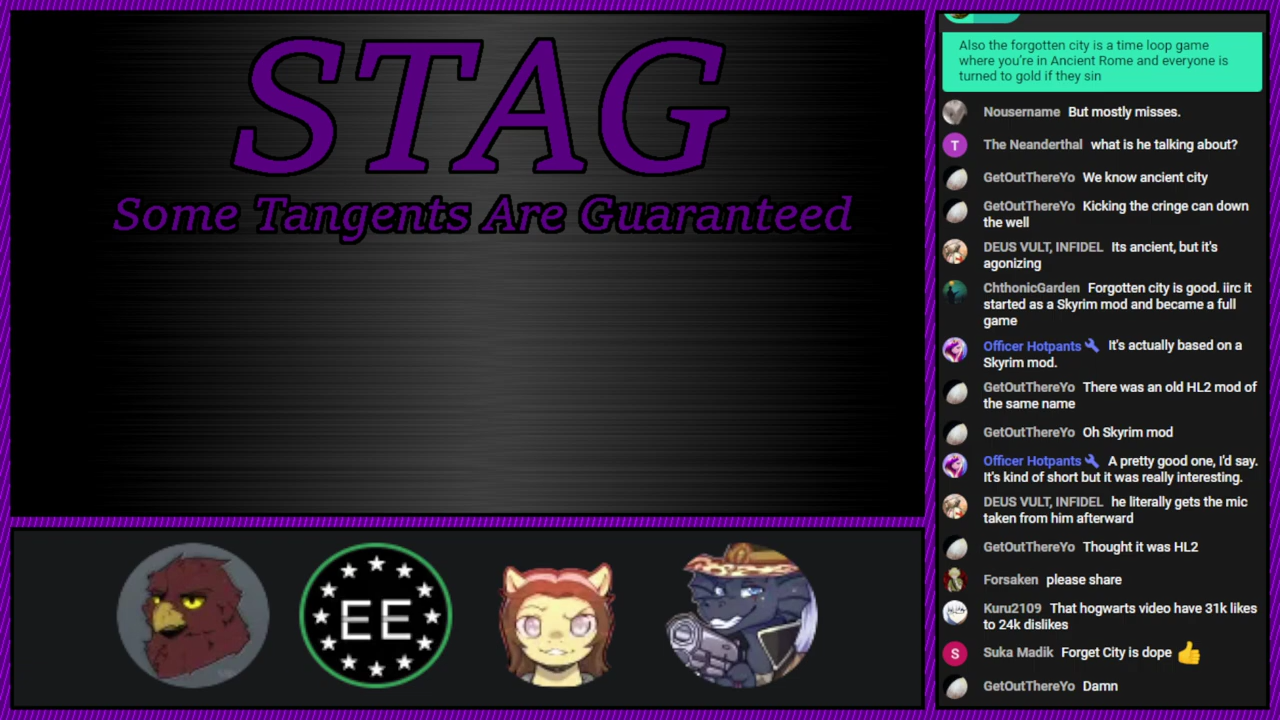 STAG
Some Tangents Are Guaranteed
EE
Also the forgotten city is a time loop game
where you're in Ancient Rome and everyone is
turned to gold if they sin
Nousername But mostly misses.
T The Neanderthal what is he talking about?
GetOutThereYo We know ancient city
GetOutThereYo Kicking the cringe can down
the well
DEUS VULT, INFIDEL Its ancient, but it's
agonizing
ChthonicGarden Forgotten city is good. iirc it
started as a Skyrim mod and became a full
game
Officer Hotpants It's actually based on a
Skyrim mod.
GetOutThereYo There was an old HL2 mod of
the same name
GetOutThereYo Oh Skyrim mod
Officer Hotpants A pretty good one, I'd say.
It's kind of short but it was really interesting.
DEUS VULT, INFIDEL he literally gets the mic
taken from him afterward
GetOutThereYo Thought it was HL2
Forsaken please share
Kuru2109 That hogwarts video have 31k likes
to 24k dislikes
S Suka Madik Forget City is dope 👍
GetOutThereYo Damn